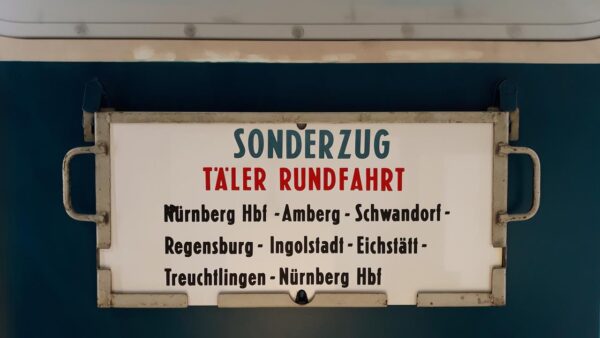 SONDERZUG
TÄLER RUNDFAHRT
Nürnberg Hbf - Amberg - Schwandorf -
Regensburg - Ingolstadt - Eichstätt -
Treuchtlingen - Nürnberg Hbf